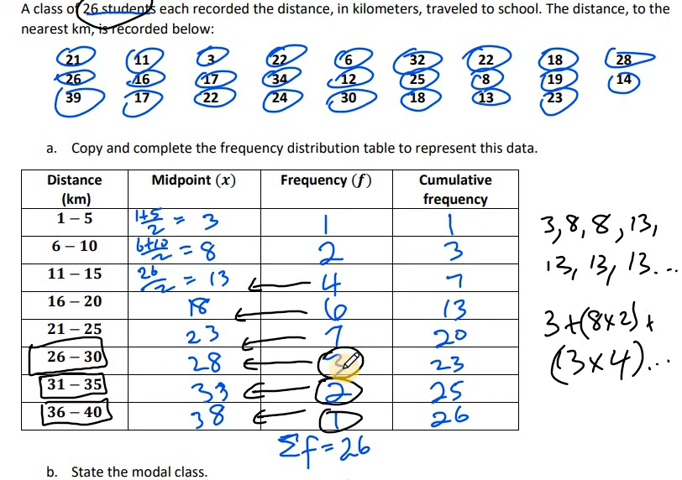 A class of 26 students each recorded the distance, in kilometers, traveled to school. The distance, to the
nearest km, is recorded below:
21 11 3 22 6 32 22 18 28
26 16 17 34 12 25 8 19 14
39 17 22 24 30 18 13 23
a. Copy and complete the frequency distribution table to represent this data.
Distance (km) Midpoint (x) Frequency (f) Cumulative frequency
1 – 5 1+5/2 = 3 1 1
6 – 10 6+10/2 = 8 2 3
11 – 15 26/2 = 13 4 7
16 – 20 18 6 13
21 – 25 23 7 20
26 – 30 28 3 23
31 – 35 33 2 25
36 – 40 38 1 26
Σf = 26
3, 8, 8, 13,
13, 13, 13...
3 + (8×2) +
(3×4)...
b. State the modal class.